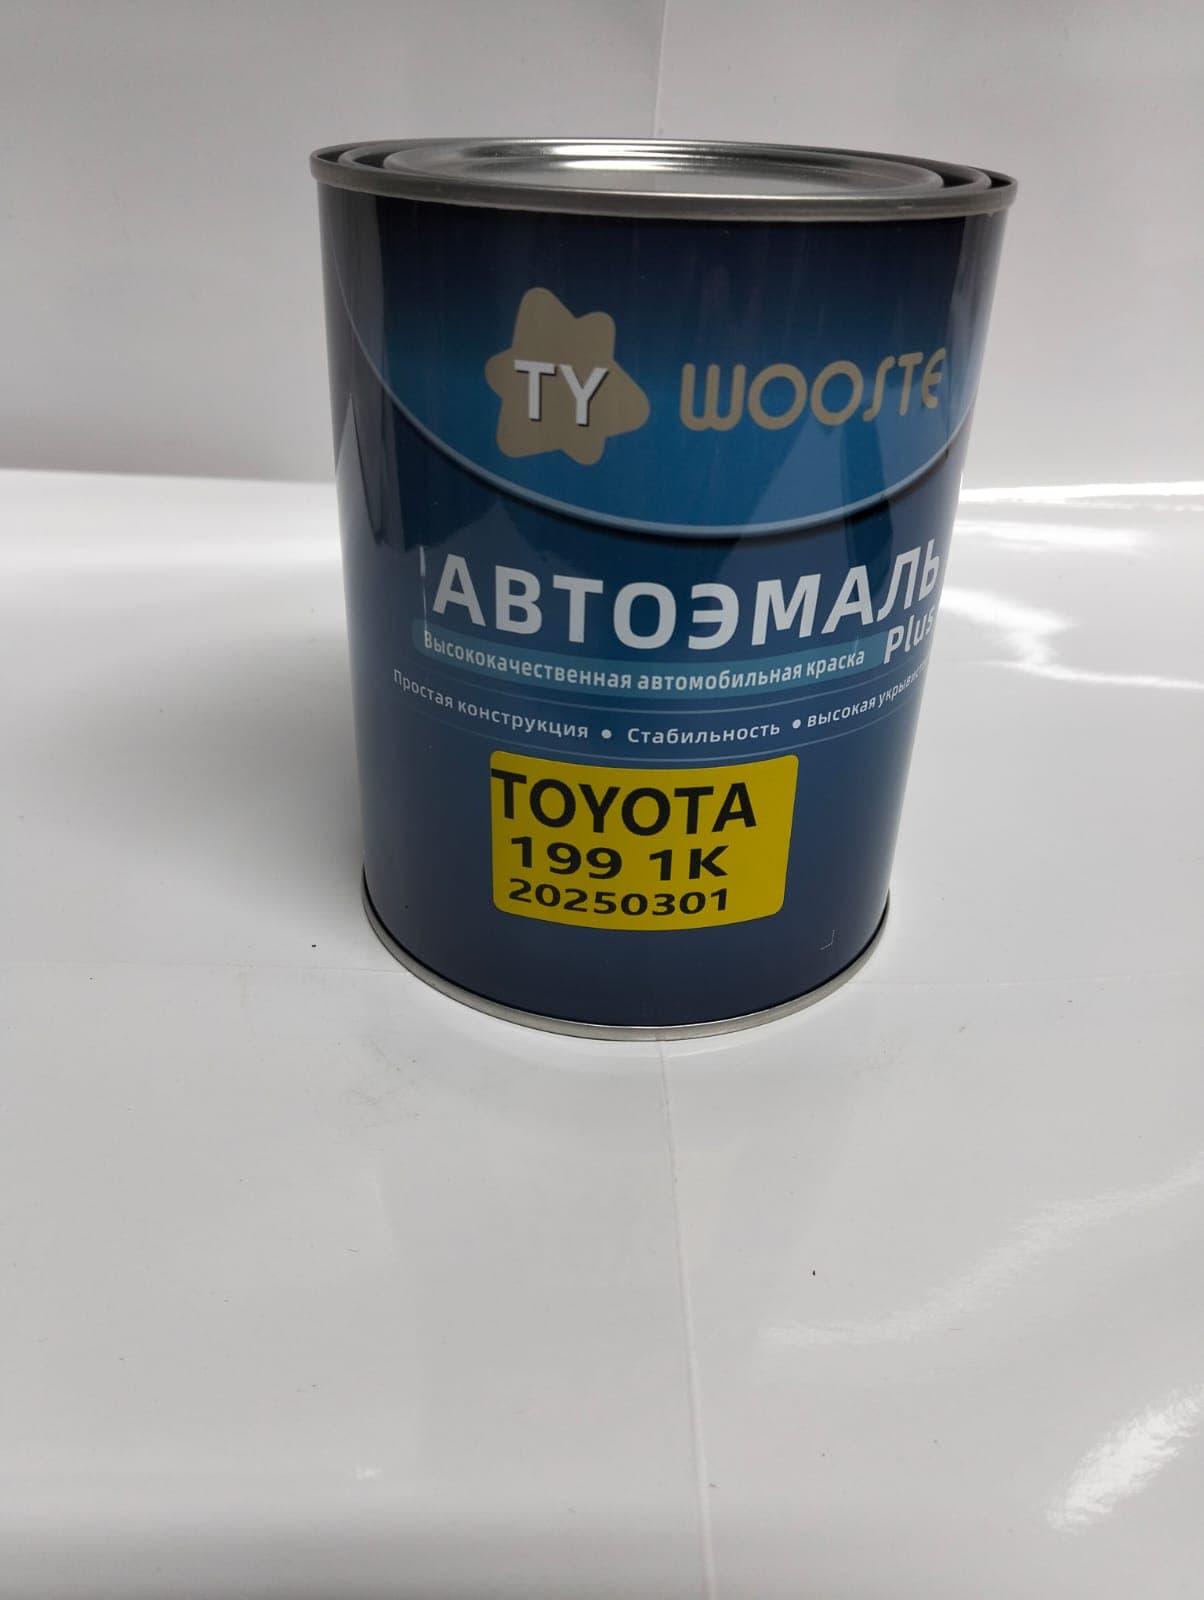 TY WOOSTE
АВТОЭМАЛЬ
Plus
Высококачественная автомобильная краска
Простая конструкция • Стабильность • высокая
TOYOTA
199 1K
20250301